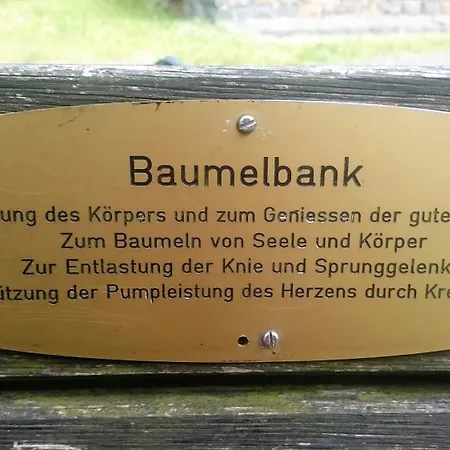 Baumelbank
ung des Körpers und zum Geniessen der gute
Zum Baumeln von Seele und Körper
Zur Entlastung der Knie und Sprunggelenk
ützung der Pumpleistung des Herzens durch Kre